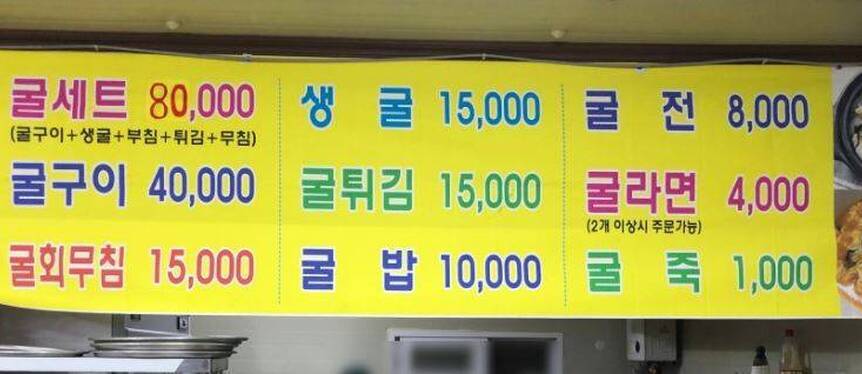 굴세트 80,000
(굴구이+생굴+부침+튀김+무침)
굴구이 40,000
굴회무침 15,000
생 굴 15,000
굴튀김 15,000
굴 밥 10,000
굴 전 8,000
굴라면 4,000
(2개 이상시 주문가능)
굴 죽 1,000